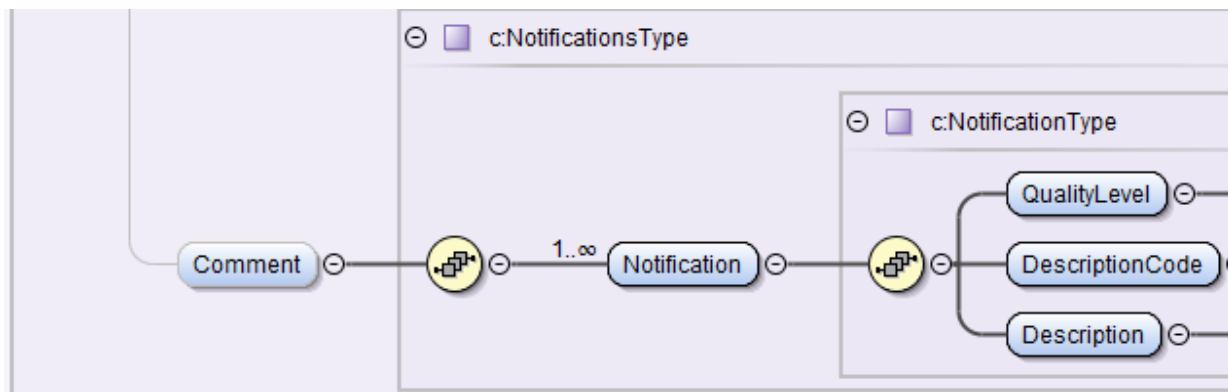 c:NotificationsType
c:NotificationType
QualityLevel
Comment
1..∞
Notification
DescriptionCode
Description